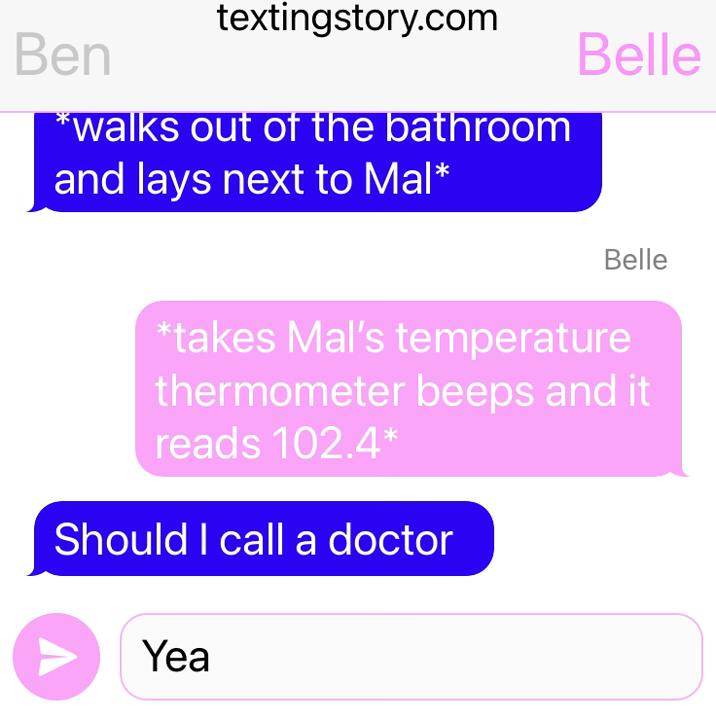 textingstory.com
Ben
Belle
*walks out of the bathroom
and lays next to Mal*
Belle
*takes Mal’s temperature
thermometer beeps and it
reads 102.4*
Should I call a doctor
Yea